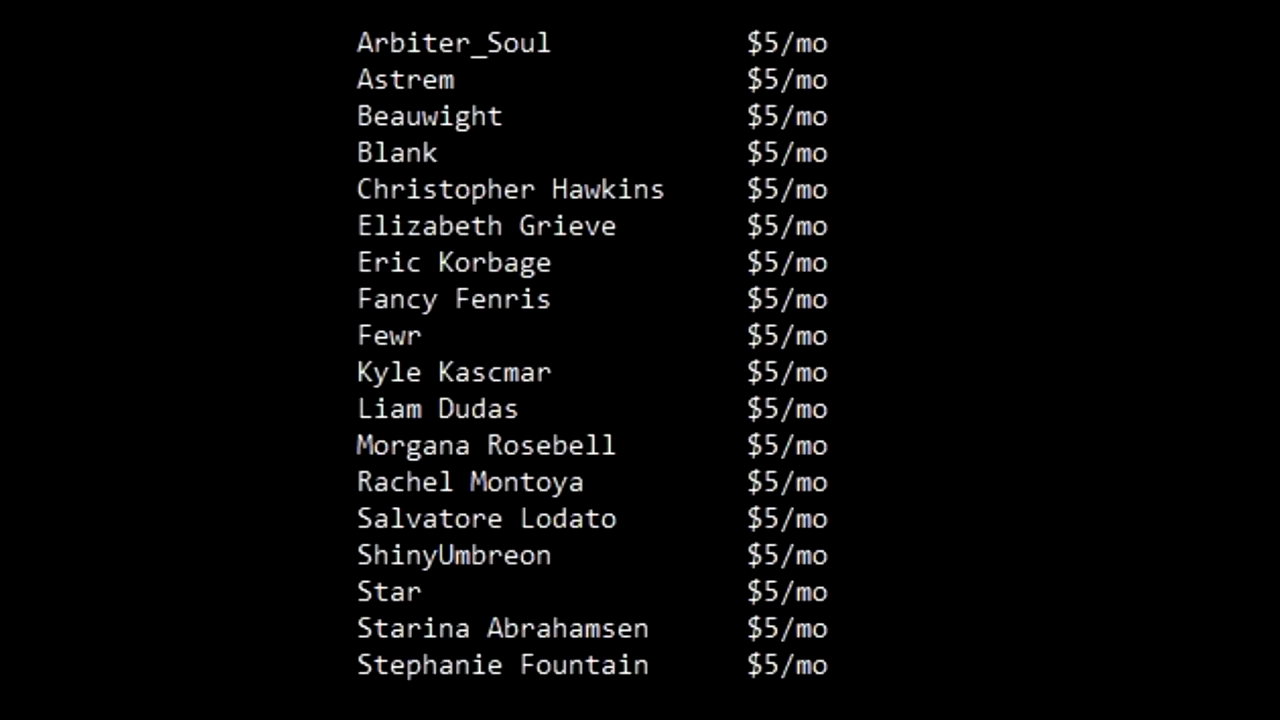 Arbiter_Soul $5/mo
Astrem $5/mo
Beauwight $5/mo
Blank $5/mo
Christopher Hawkins $5/mo
Elizabeth Grieve $5/mo
Eric Korbage $5/mo
Fancy Fenris $5/mo
Fewr $5/mo
Kyle Kascmar $5/mo
Liam Dudas $5/mo
Morgana Rosebell $5/mo
Rachel Montoya $5/mo
Salvatore Lodato $5/mo
ShinyUmbreon $5/mo
Star $5/mo
Starina Abrahamsen $5/mo
Stephanie Fountain $5/mo